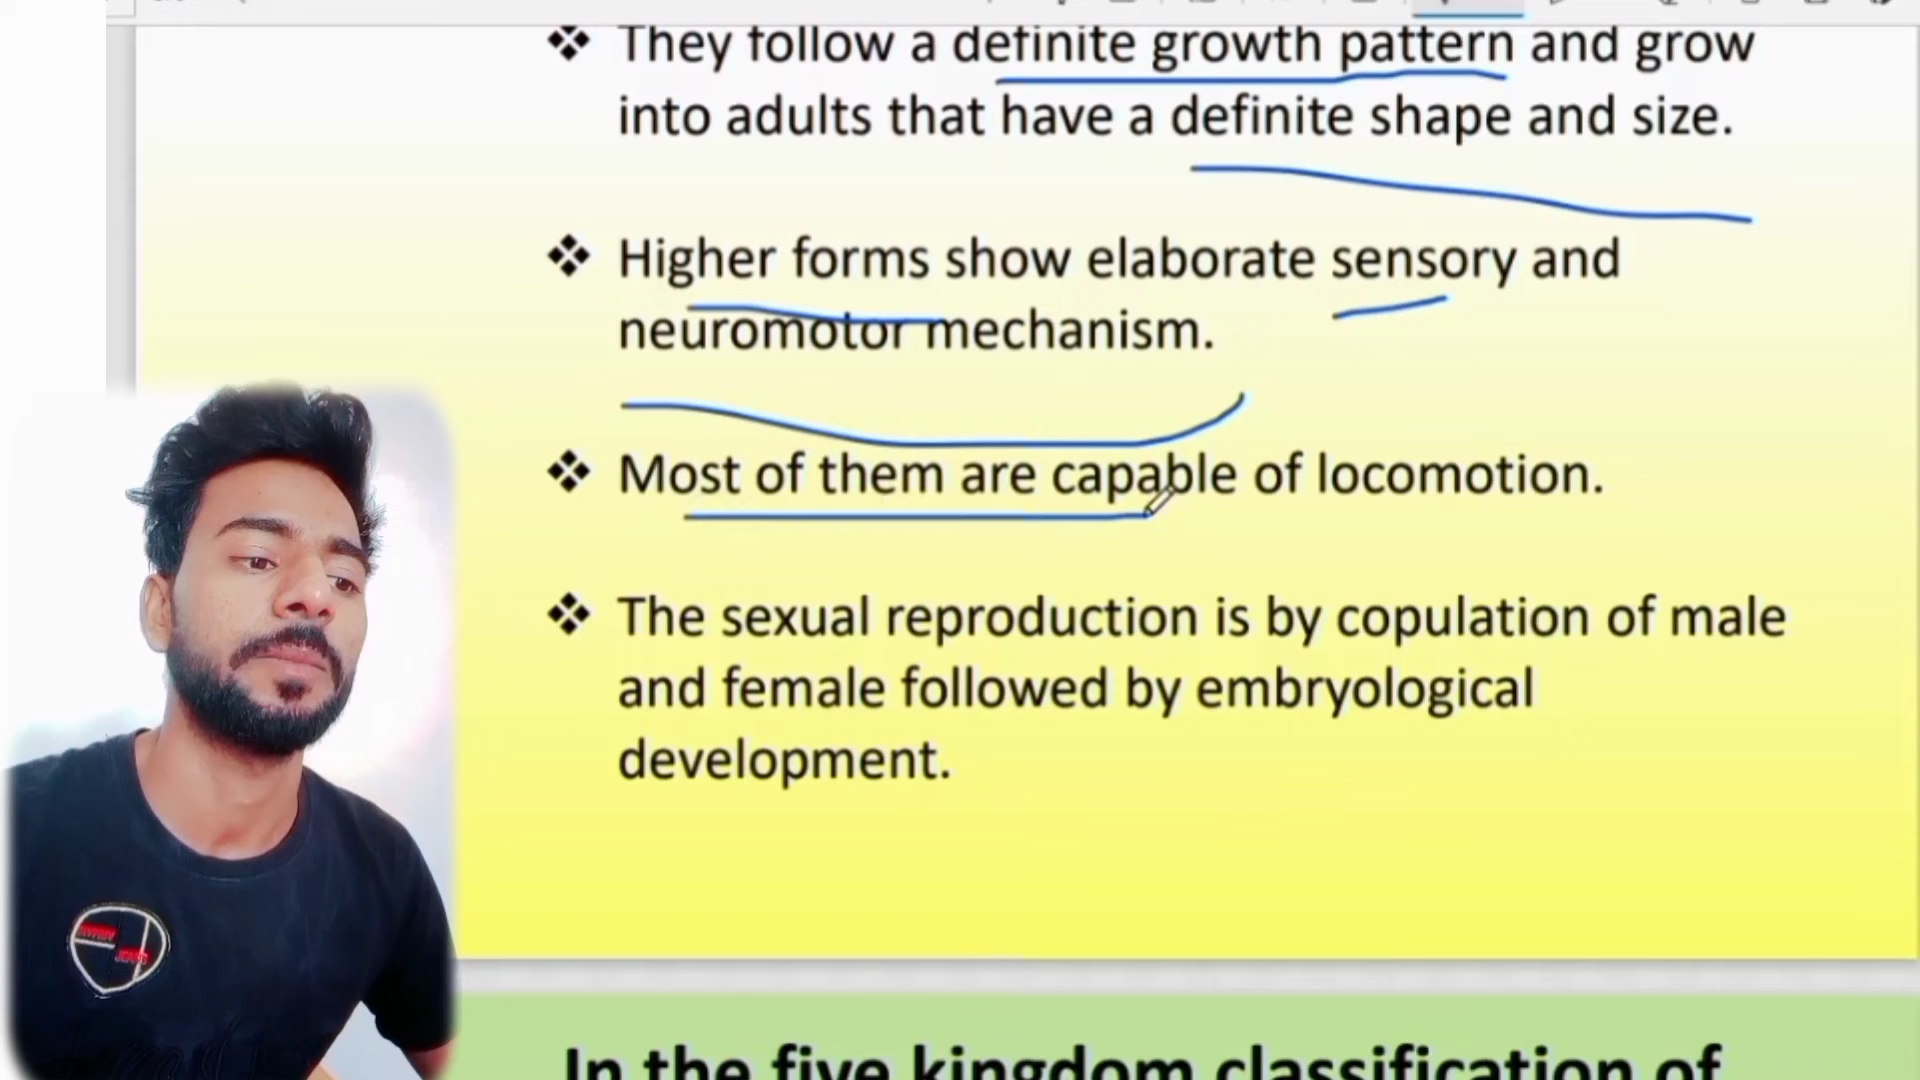 ❖ They follow a definite growth pattern and grow
into adults that have a definite shape and size.
❖ Higher forms show elaborate sensory and
neuromotor mechanism.
❖ Most of them are capable of locomotion.
❖ The sexual reproduction is by copulation of male
and female followed by embryological
development.
In the five kingdom classification of